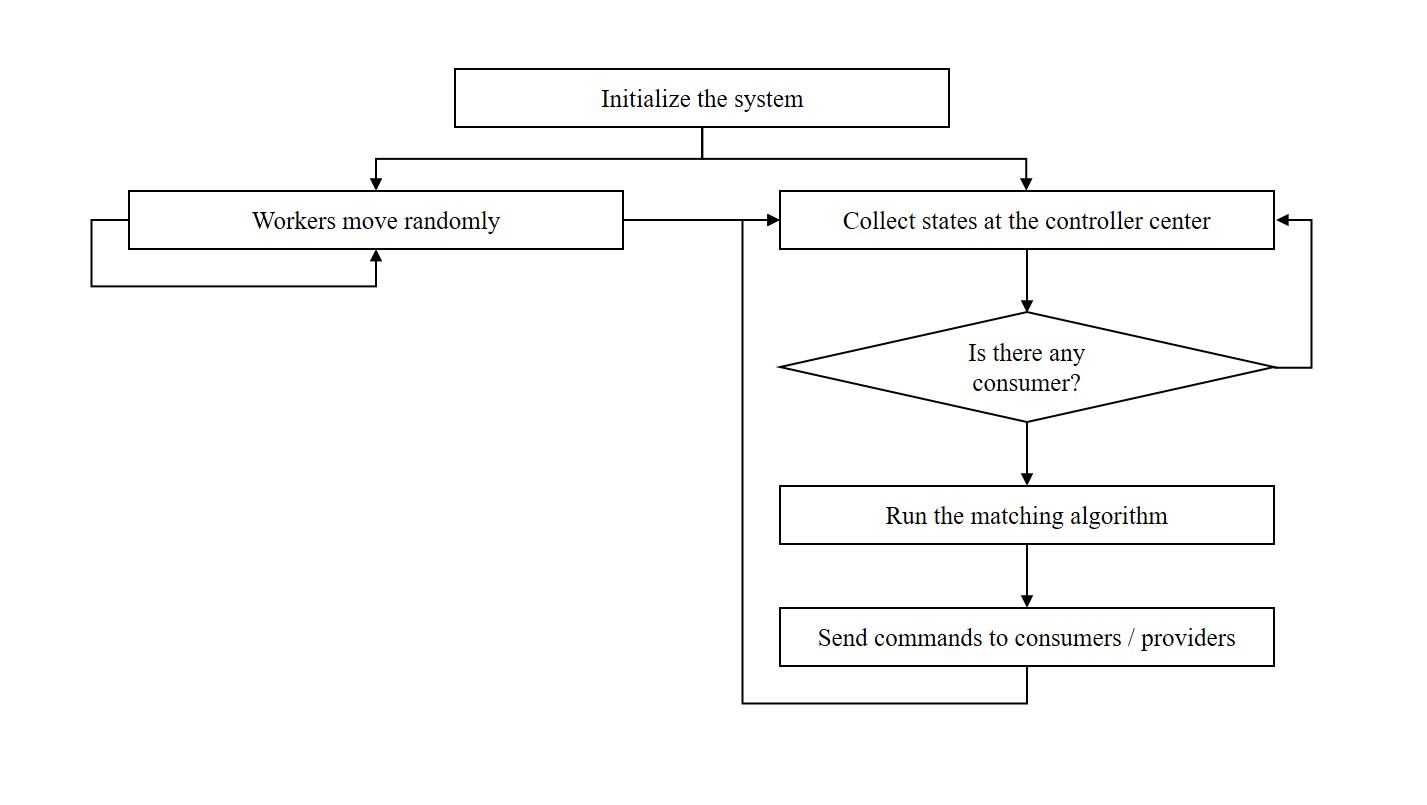 Initialize the system
Workers move randomly
Collect states at the controller center
Is there any
consumer?
Run the matching algorithm
Send commands to consumers / providers